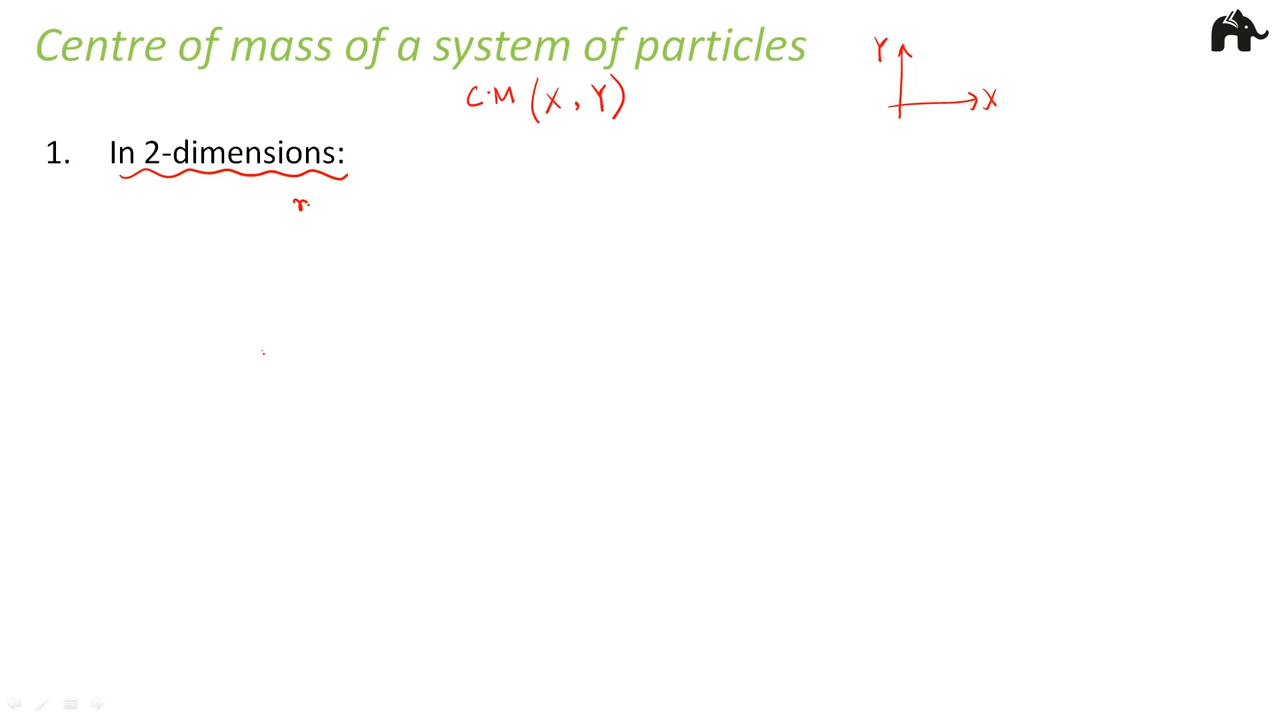 Centre of mass of a system of particles
Y
X
C.M (X, Y)
1. In 2-dimensions: